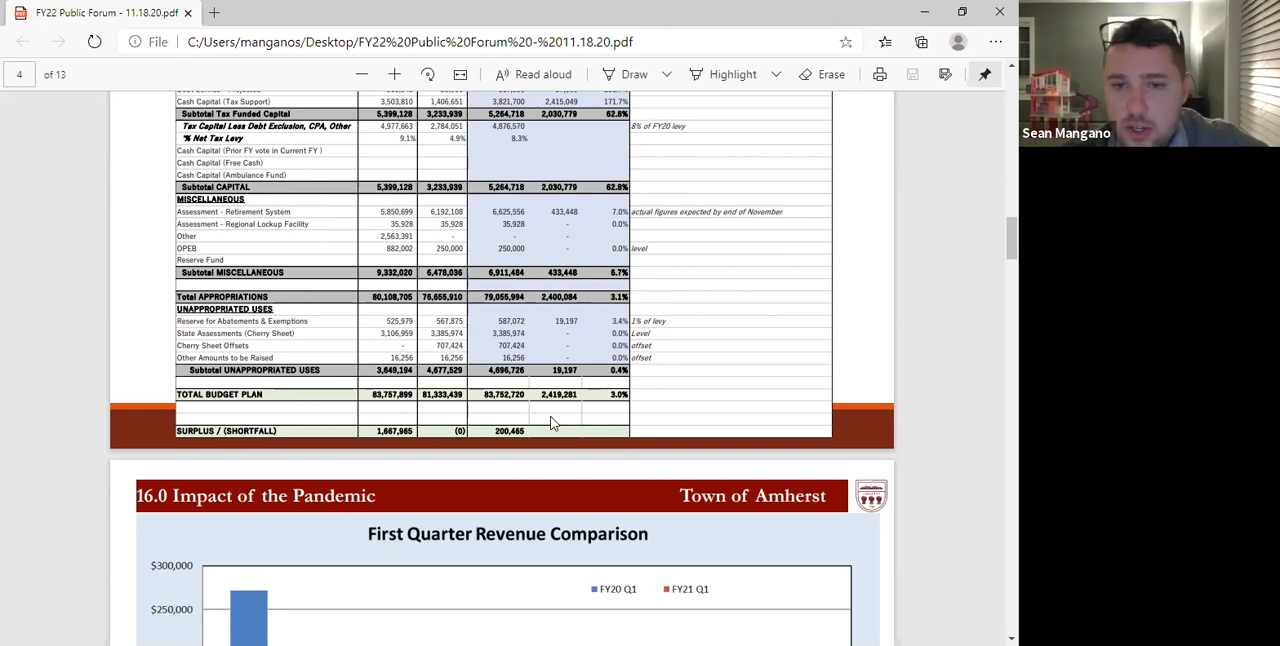 FY22 Public Forum - 11.18.20.pdf
File C:/Users/manganos/Desktop/FY22%20Public%20Forum%20-%2011.18.20.pdf
4 of 13 Read aloud Draw Highlight Erase
Sean Mangano
Cash Capital (Tax Support) 3,503,810 1,406,651 3,821,700 2,415,049 171.7%
Subtotal Tax Funded Capital 5,399,128 3,233,939 5,264,718 2,030,779 62.8%
Tax Capital Less Debt Exclusion, CPA, Other 4,977,663 2,784,051 4,876,570 8% of FY20 levy
% Net Tax Levy 9.1% 4.9% 8.3%
Cash Capital (Prior FY vote in Current FY )
Cash Capital (Free Cash)
Cash Capital (Ambulance Fund)
Subtotal CAPITAL 5,399,128 3,233,939 5,264,718 2,030,779 62.8%
MISCELLANEOUS
Assessment - Retirement System 5,850,699 6,192,108 6,625,556 433,448 7.0% actual figures expected by end of November
Assessment - Regional Lockup Facility 35,928 35,928 35,928 - 0.0%
Other 2,563,391 - - -
OPEB 882,002 250,000 250,000 - 0.0% level
Reserve Fund
Subtotal MISCELLANEOUS 9,332,020 6,478,036 6,911,484 433,448 6.7%
Total APPROPRIATIONS 80,108,705 76,655,910 79,055,994 2,400,084 3.1%
UNAPPROPRIATED USES
Reserve for Abatements & Exemptions 525,979 567,875 587,072 19,197 3.4% 1% of levy
State Assessments (Cherry Sheet) 3,106,959 3,385,974 3,385,974 - 0.0% Level
Cherry Sheet Offsets - 707,424 707,424 - 0.0% offset
Other Amounts to be Raised 16,256 16,256 16,256 - 0.0% offset
Subtotal UNAPPROPRIATED USES 3,649,194 4,677,529 4,696,726 19,197 0.4%
TOTAL BUDGET PLAN 83,757,899 81,333,439 83,752,720 2,419,281 3.0%
SURPLUS / (SHORTFALL) 1,667,965 (0) 200,465
16.0 Impact of the Pandemic Town of Amherst
First Quarter Revenue Comparison
$300,000
FY20 Q1 FY21 Q1
$250,000